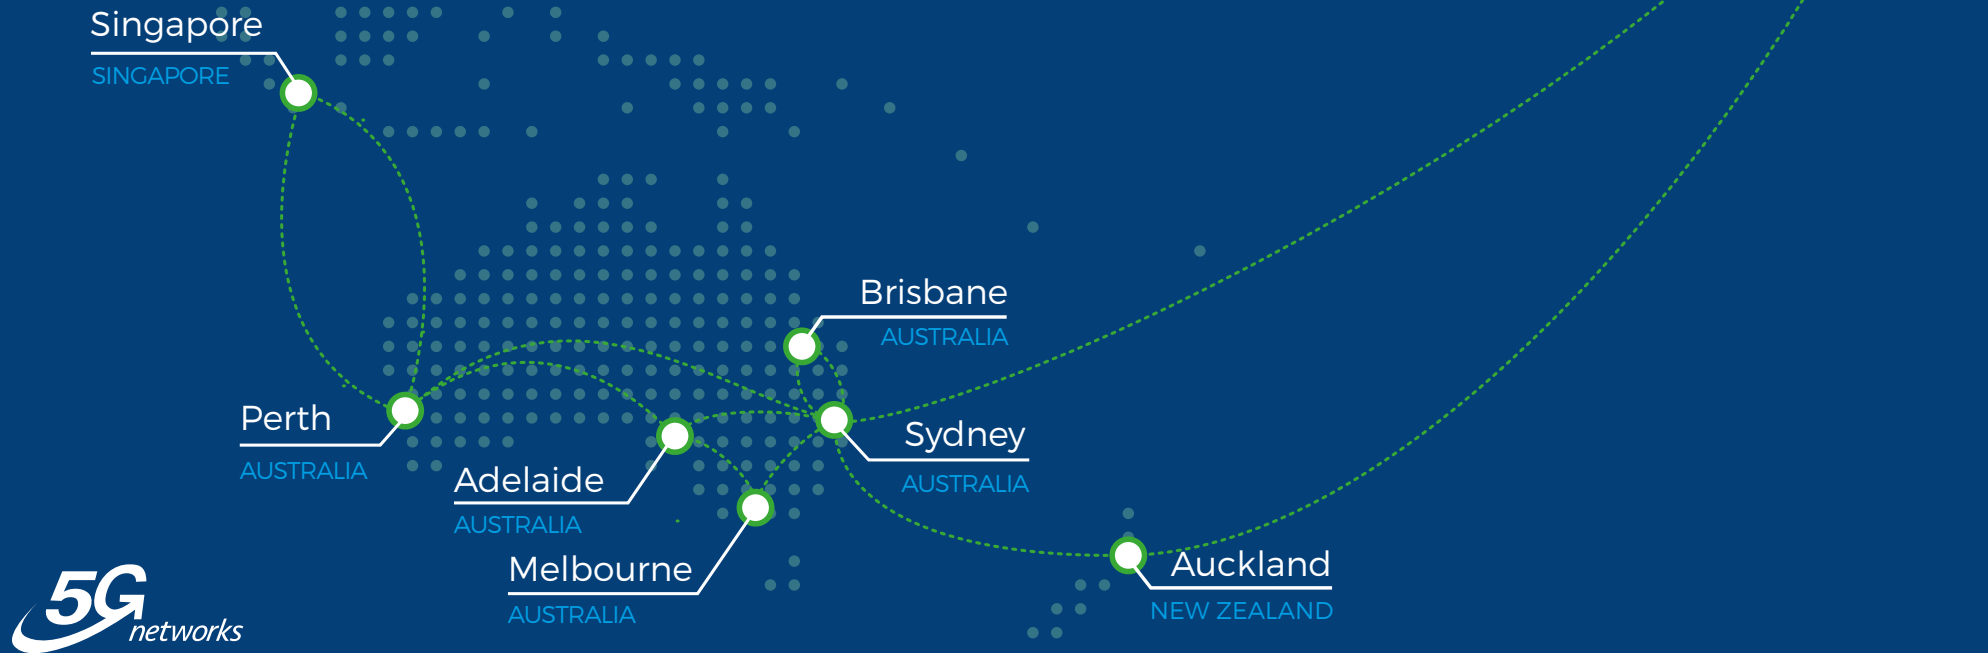 Singapore
SINGAPORE
Brisbane
AUSTRALIA
Perth
AUSTRALIA
Sydney
AUSTRALIA
Adelaide
AUSTRALIA
Melbourne
AUSTRALIA
Auckland
NEW ZEALAND
5G
networks